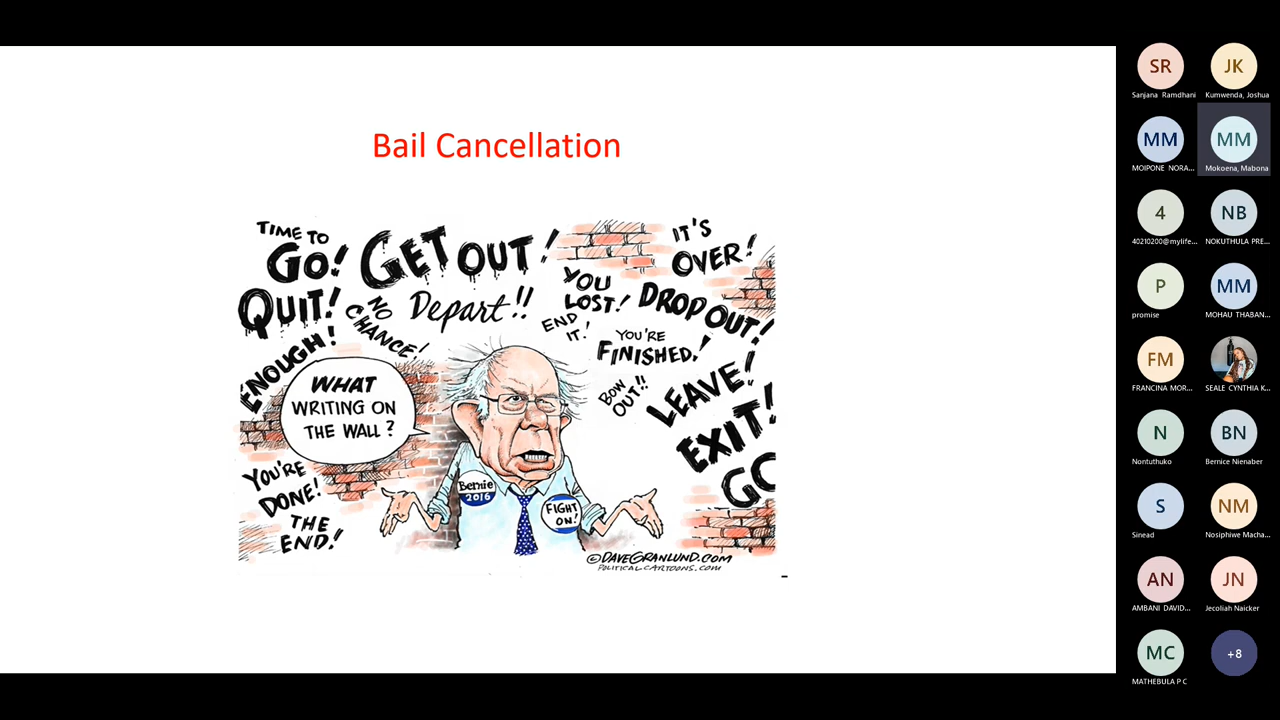 Bail Cancellation
TIME TO
GO!
GET OUT!
QUIT!
NO
CHANCE!
Depart!!
YOU
LOST!
END
IT!
IT'S
OVER!
DROP OUT!
YOU'RE
FINISHED!
ENOUGH!
BOW
OUT!!
LEAVE!
EXIT!
GO
WHAT
WRITING ON
THE WALL?
YOU'RE
DONE!
THE
END!
Bernie
2016
FIGHT
ON!
©DAVEGRANLUND.COM
POLITICALCARTOONS.COM
SR
Sanjana Ramdhani
JK
Kumwenda, Joshua
MM
MOIPONE NORA...
MM
Mokoena, Mabona
4
40210200@mylife...
NB
NOKUTHULA PRE...
P
promise
MM
MOHAU THABAN...
FM
FRANCINA MOR...
SEALE CYNTHIA K...
N
Nontuthuko
BN
Bernice Nienaber
S
Sinead
NM
Nosiphiwe Macha...
AN
AMBANI DAVID...
JN
Jecoliah Naicker
MC
MATHEBULA P C
+8